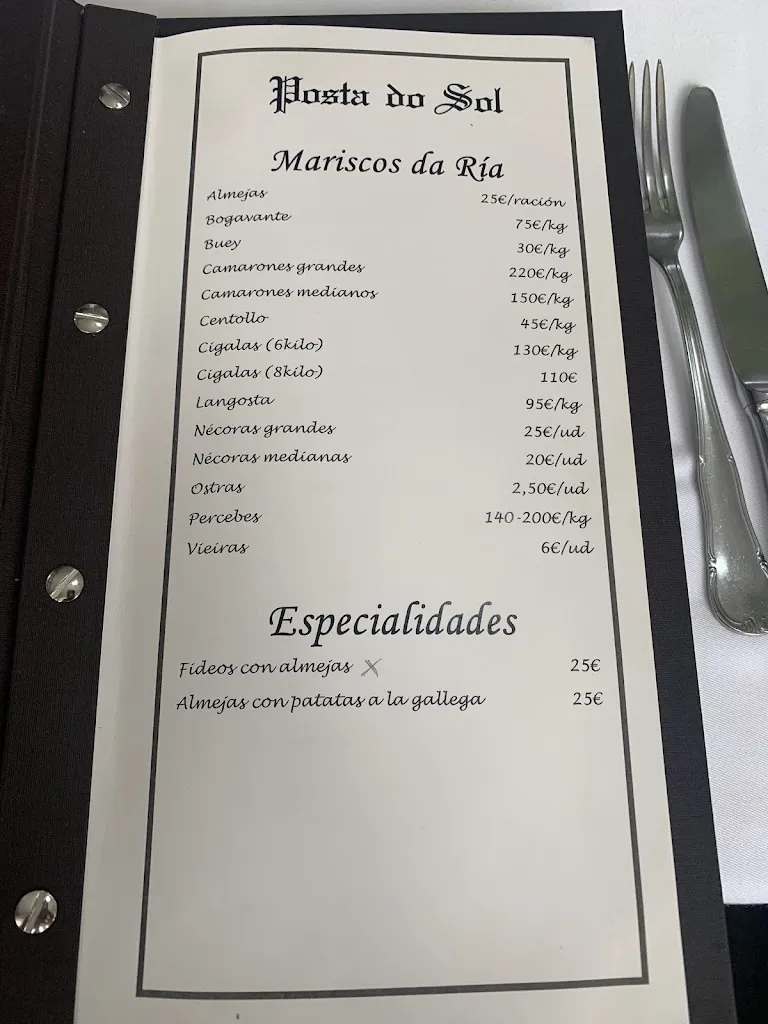 Posta do Sol
Mariscos da Ría
Almejas 25€/ración
Bogavante 75€/kg
Buey 30€/kg
Camarones grandes 220€/kg
Camarones medianos 150€/kg
Centollo 45€/kg
Cigalas (6kilo) 130€/kg
Cigalas (8kilo) 110€
Langosta 95€/kg
Nécoras grandes 25€/ud
Nécoras medianas 20€/ud
Ostras 2,50€/ud
Percebes 140-200€/kg
Vieiras 6€/ud
Especialidades
Fideos con almejas X 25€
Almejas con patatas a la gallega 25€